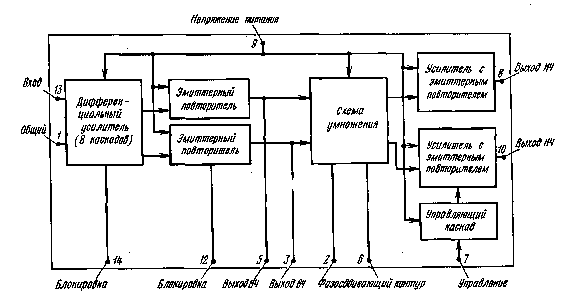 Напряжение питания
9
Вход
13
Общий
1
Дифферен-
циальный
усилитель
(8 каскадов)
Эмиттерный
повторитель
Эмиттерный
повторитель
Схема
умножения
Усилитель с
эмиттерным
повторителем
8
Выход НЧ
Усилитель с
эмиттерным
повторителем
10
Выход НЧ
Управляющий
каскад
14
12
5
3
2
6
7
Блокировка
Блокировка
Выход ВЧ
Выход ВЧ
Фазосдвигающий контур
Управление